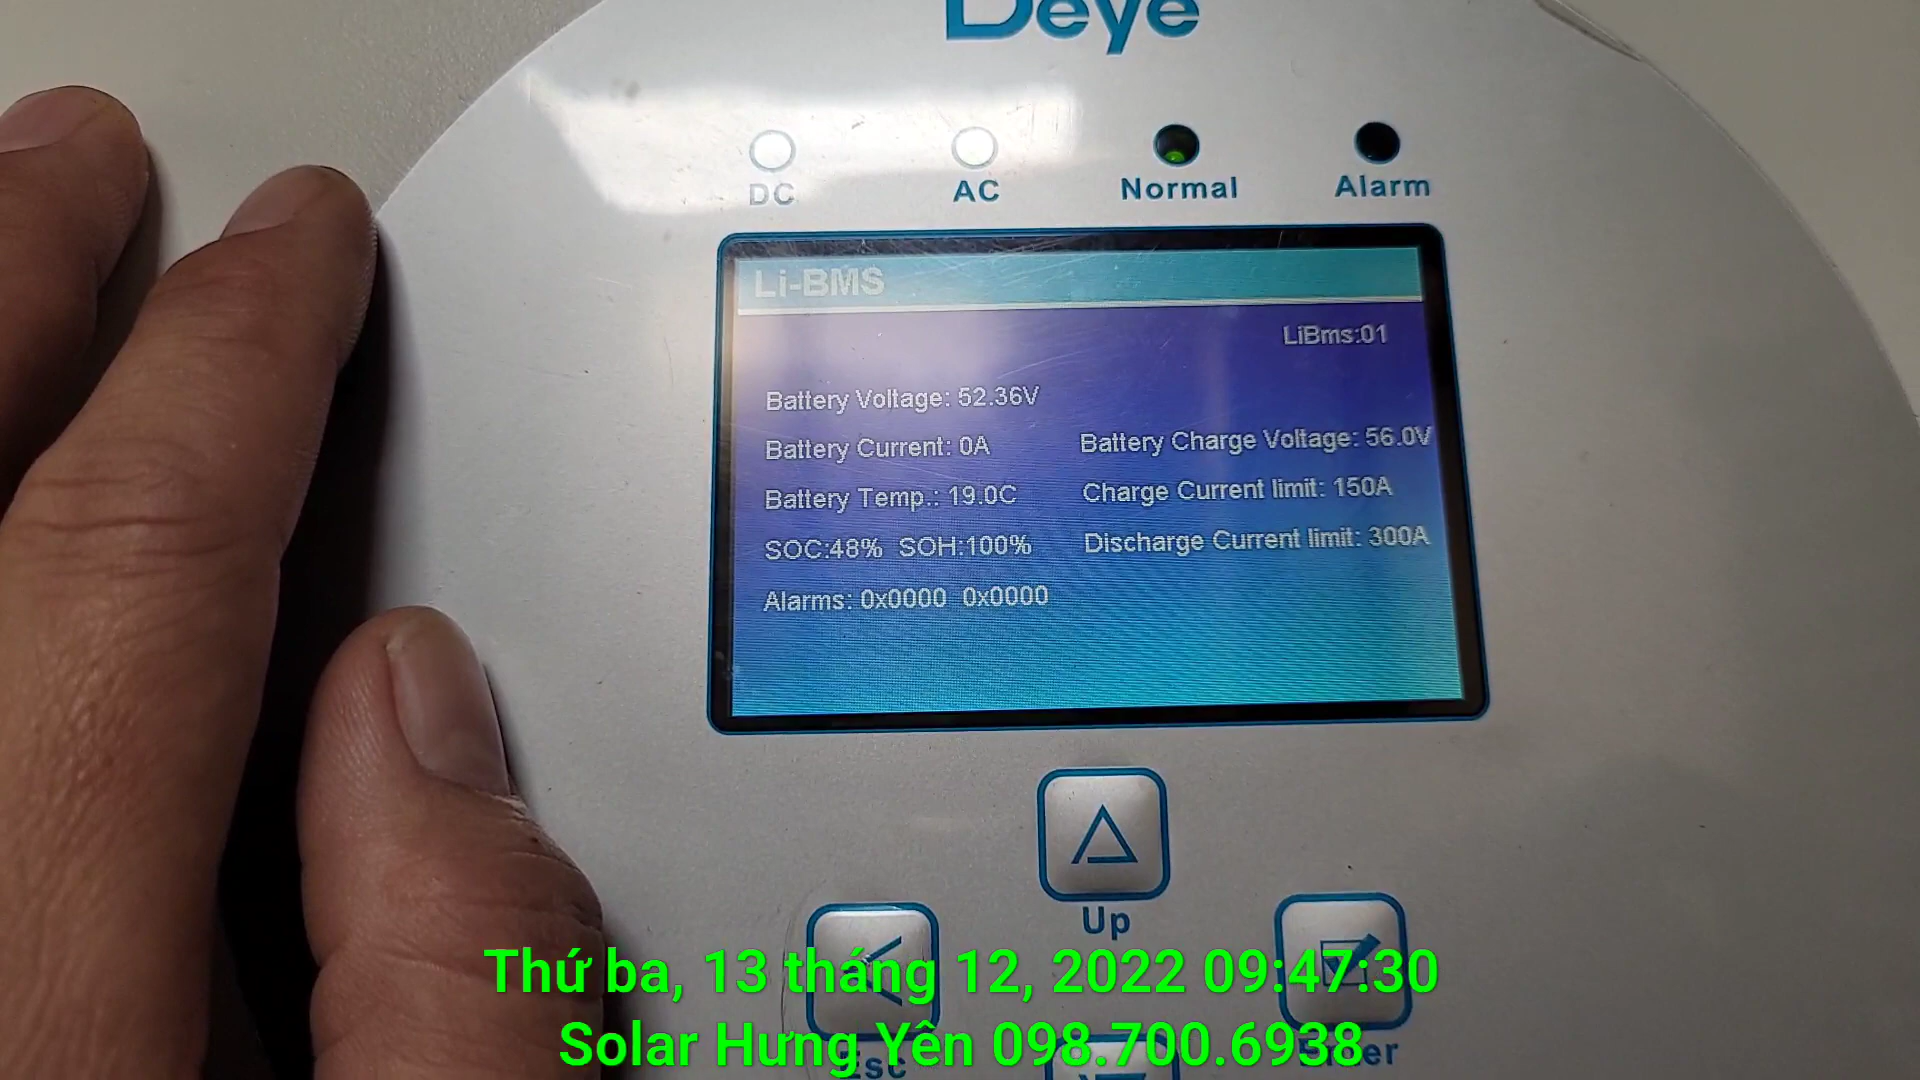 Deye
DC AC Normal Alarm
Li-BMS
LiBms:01
Battery Voltage: 52.36V
Battery Current: 0A Battery Charge Voltage: 56.0V
Battery Temp.: 19.0C Charge Current limit: 150A
SOC:48% SOH:100% Discharge Current limit: 300A
Alarms: 0x0000 0x0000
Up
Thứ ba, 13 tháng 12, 2022 09:47:30
Solar Hưng Yên 098.700.6938
Esc Enter